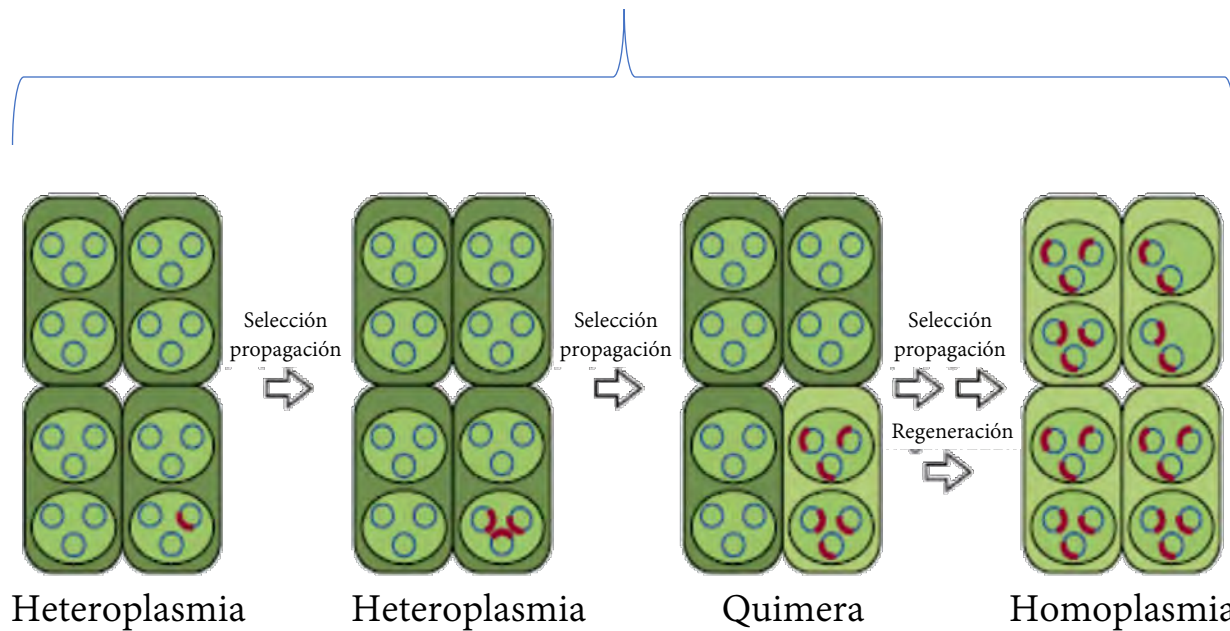 Selección
propagación
Selección
propagación
Selección
propagación
Regeneración
Heteroplasmia
Heteroplasmia
Quimera
Homoplasmia